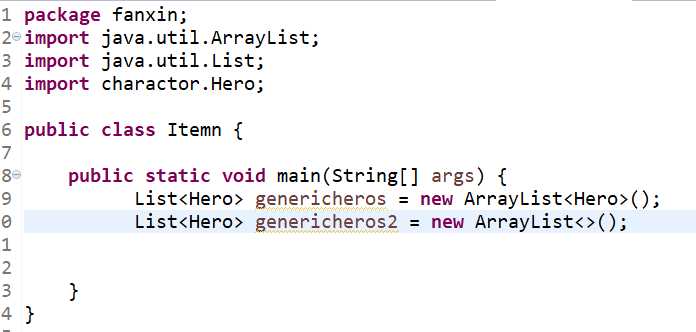 1 package fanxin;
2 import java.util.ArrayList;
3 import java.util.List;
4 import charactor.Hero;
5
6 public class Itemn {
7
8 public static void main(String[] args) {
9 List<Hero> genericheros = new ArrayList<Hero>();
0 List<Hero> genericheros2 = new ArrayList<>();
1
2
3 }
4 }